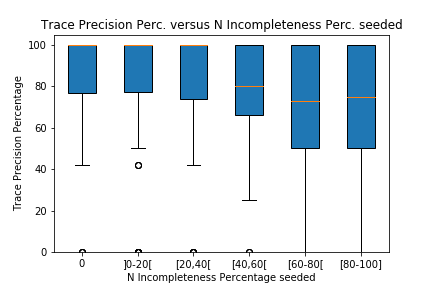 Trace Precision Perc. versus N Incompleteness Perc. seeded
100
80
60
40
20
0
Trace Precision Percentage
0 ]0-20[ [20,40[ [40,60[ [60-80[ [80-100]
N Incompleteness Percentage seeded